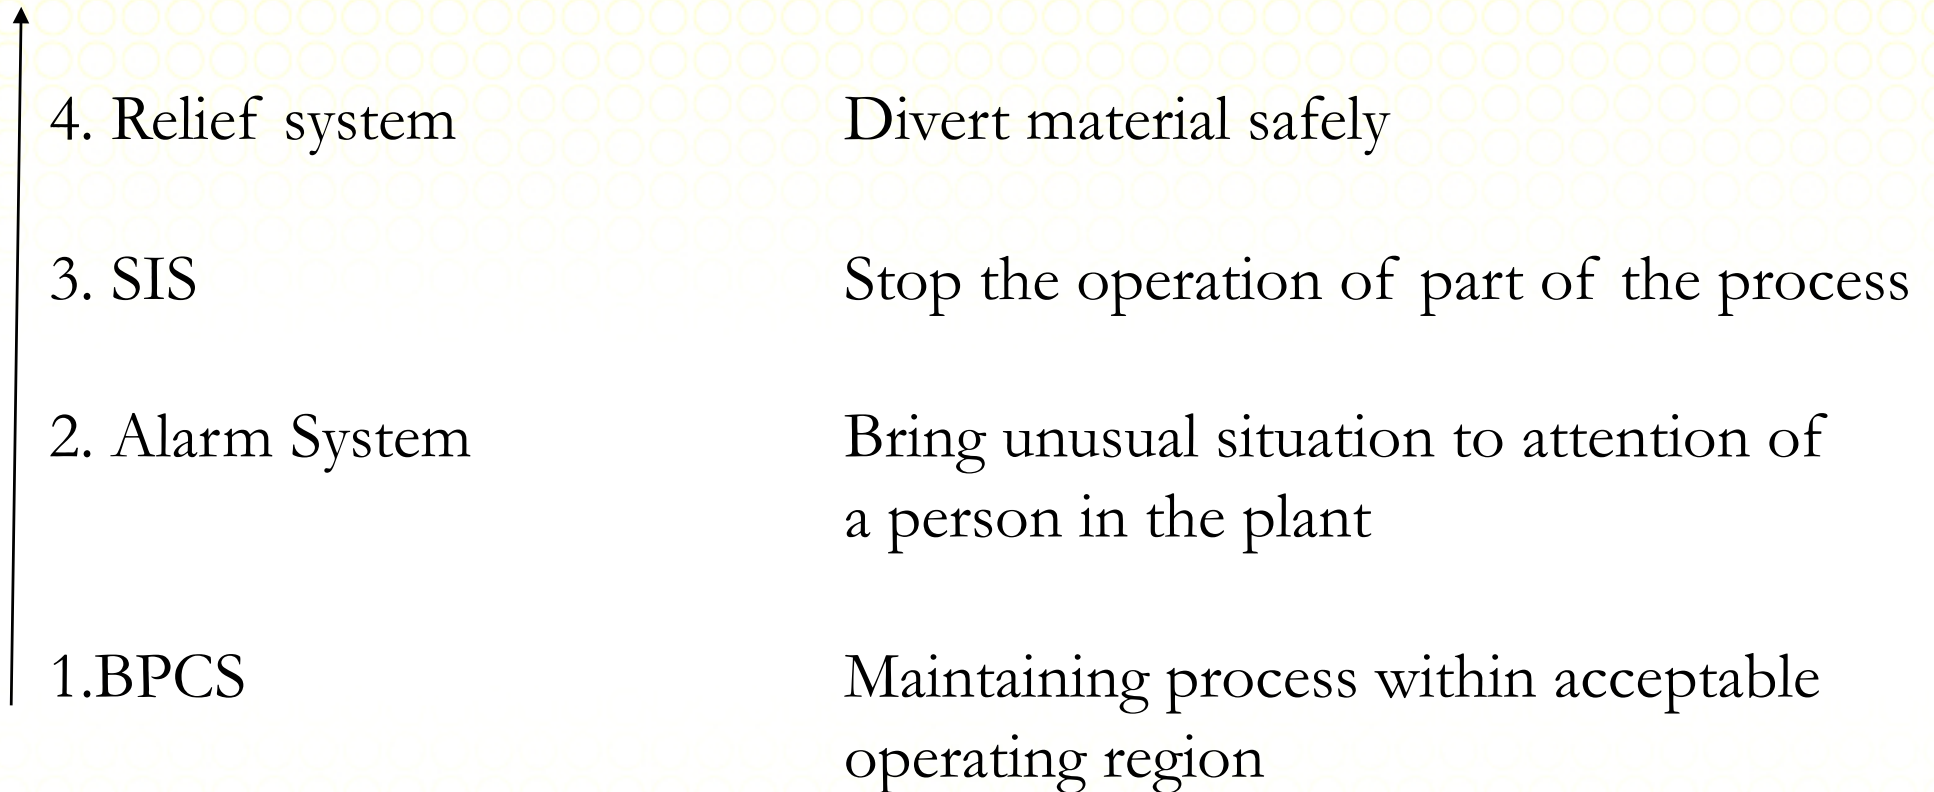 4. Relief system Divert material safely
3. SIS Stop the operation of part of the process
2. Alarm System Bring unusual situation to attention of
a person in the plant
1.BPCS Maintaining process within acceptable
operating region